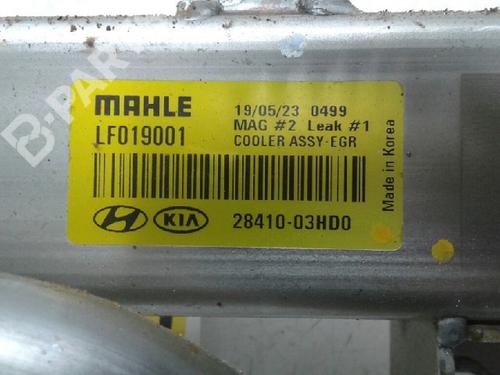 B-PARTS
MAHLE
LF019001
19/05/23 0499
MAG #2 Leak #1
COOLER ASSY-EGR
KIA
28410-03HD0
Made in Korea